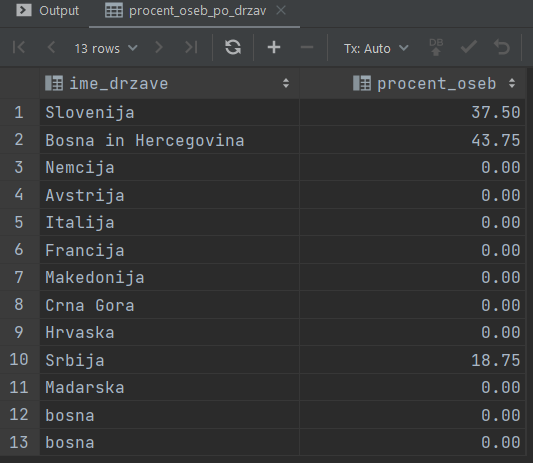 Output procent_oseb_po_drzav
13 rows Tx: Auto DB
ime_drzave procent_oseb
1 Slovenija 37.50
2 Bosna in Hercegovina 43.75
3 Nemcija 0.00
4 Avstrija 0.00
5 Italija 0.00
6 Francija 0.00
7 Makedonija 0.00
8 Crna Gora 0.00
9 Hrvaska 0.00
10 Srbija 18.75
11 Madarska 0.00
12 bosna 0.00
13 bosna 0.00